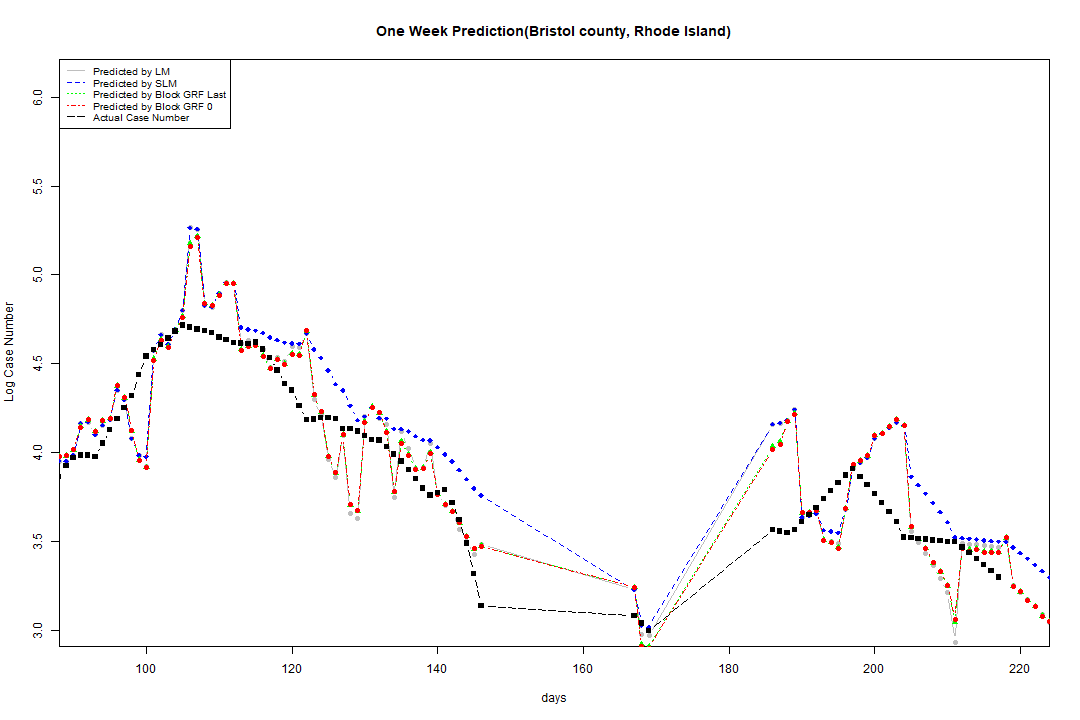 One Week Prediction(Bristol county, Rhode Island)
Predicted by LM
Predicted by SLM
Predicted by Block GRF Last
Predicted by Block GRF 0
Actual Case Number
6.0
5.5
5.0
4.5
4.0
3.5
3.0
Log Case Number
100 120 140 160 180 200 220
days